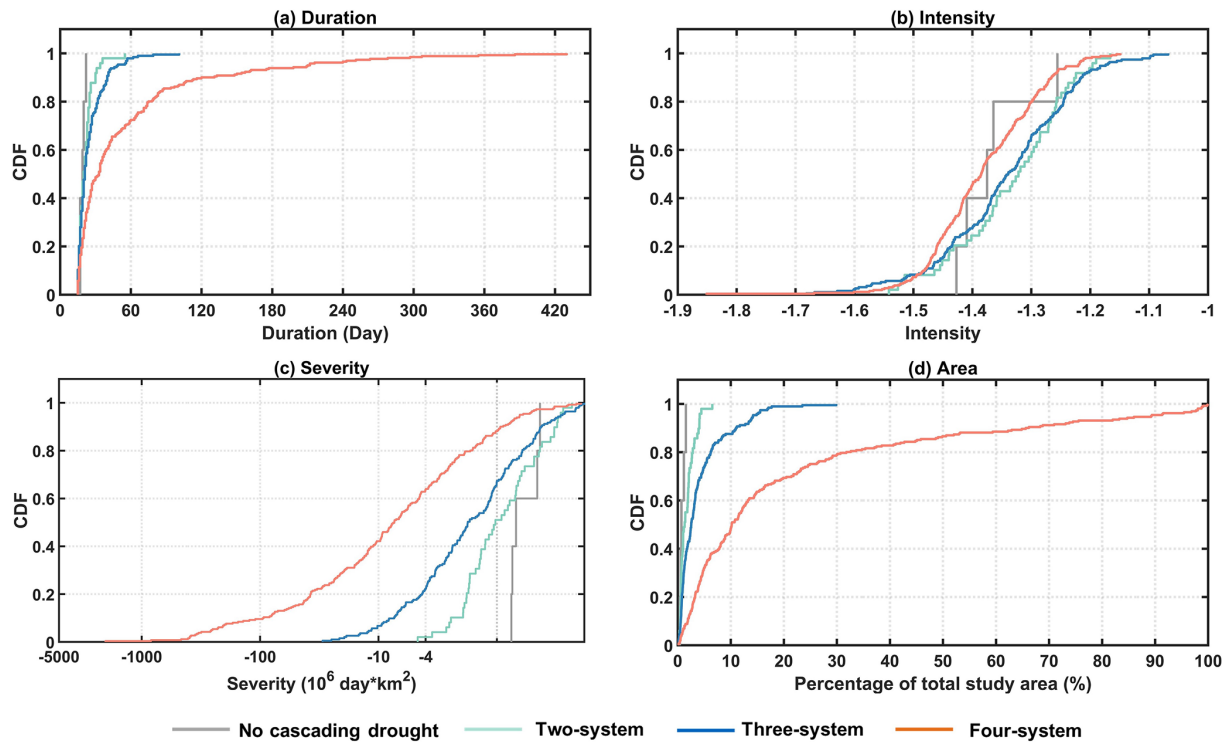 (a) Duration
CDF
1
0.8
0.6
0.4
0.2
0
0 60 120 180 240 300 360 420
Duration (Day)
(b) Intensity
CDF
1
0.8
0.6
0.4
0.2
0
-1.9 -1.8 -1.7 -1.6 -1.5 -1.4 -1.3 -1.2 -1.1 -1
Intensity
(c) Severity
CDF
1
0.8
0.6
0.4
0.2
0
-5000 -1000 -100 -10 -4
Severity (10⁶ day*km²)
(d) Area
CDF
1
0.8
0.6
0.4
0.2
0
0 10 20 30 40 50 60 70 80 90 100
Percentage of total study area (%)
No cascading drought Two-system Three-system Four-system